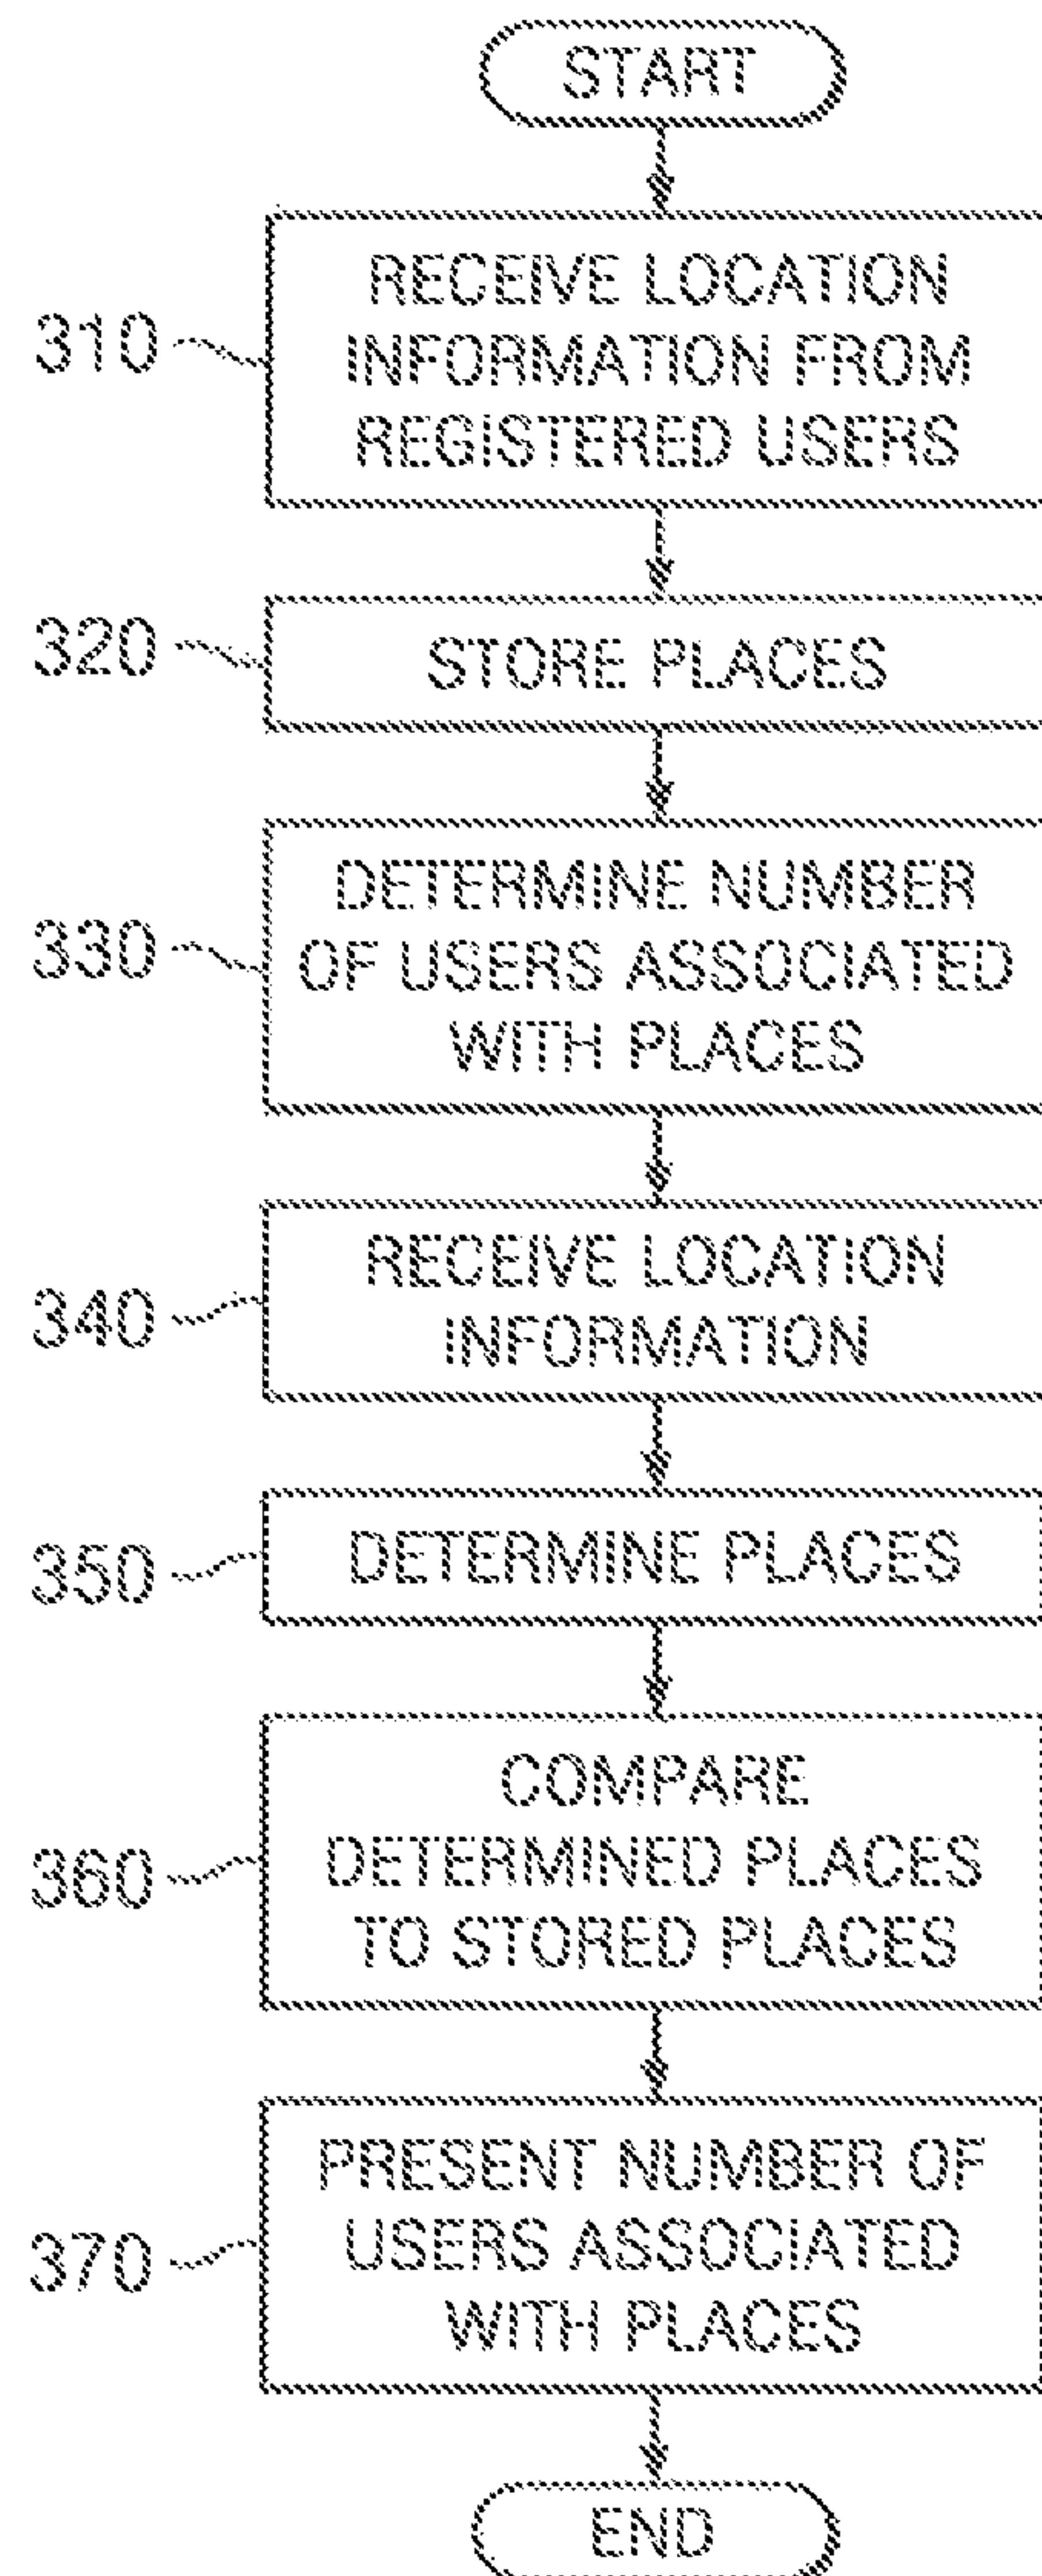 START
310
RECEIVE LOCATION
INFORMATION FROM
REGISTERED USERS
320
STORE PLACES
330
DETERMINE NUMBER
OF USERS ASSOCIATED
WITH PLACES
340
RECEIVE LOCATION
INFORMATION
350
DETERMINE PLACES
360
COMPARE
DETERMINED PLACES
TO STORED PLACES
370
PRESENT NUMBER OF
USERS ASSOCIATED
WITH PLACES
END